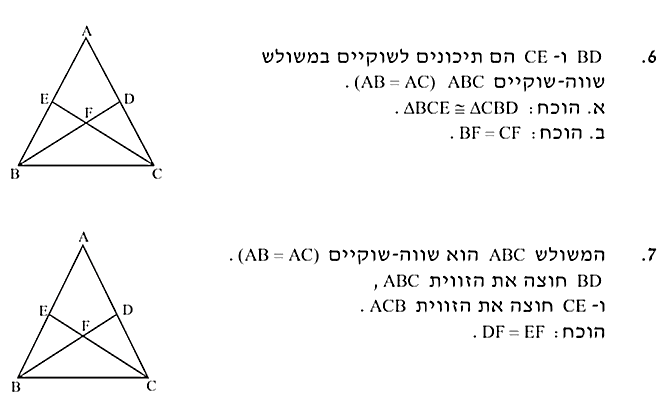 6. BD ו- CE הם תיכונים לשוקיים במשולש
שווה-שוקיים ABC (AB = AC) .
א. הוכח : ΔBCE ≅ ΔCBD .
ב. הוכח : BF = CF .
A
E
D
F
B
C
7. המשולש ABC הוא שווה-שוקיים (AB = AC) .
BD חוצה את הזווית ABC ,
ו- CE חוצה את הזווית ACB .
הוכח : DF = EF .
A
E
D
F
B
C